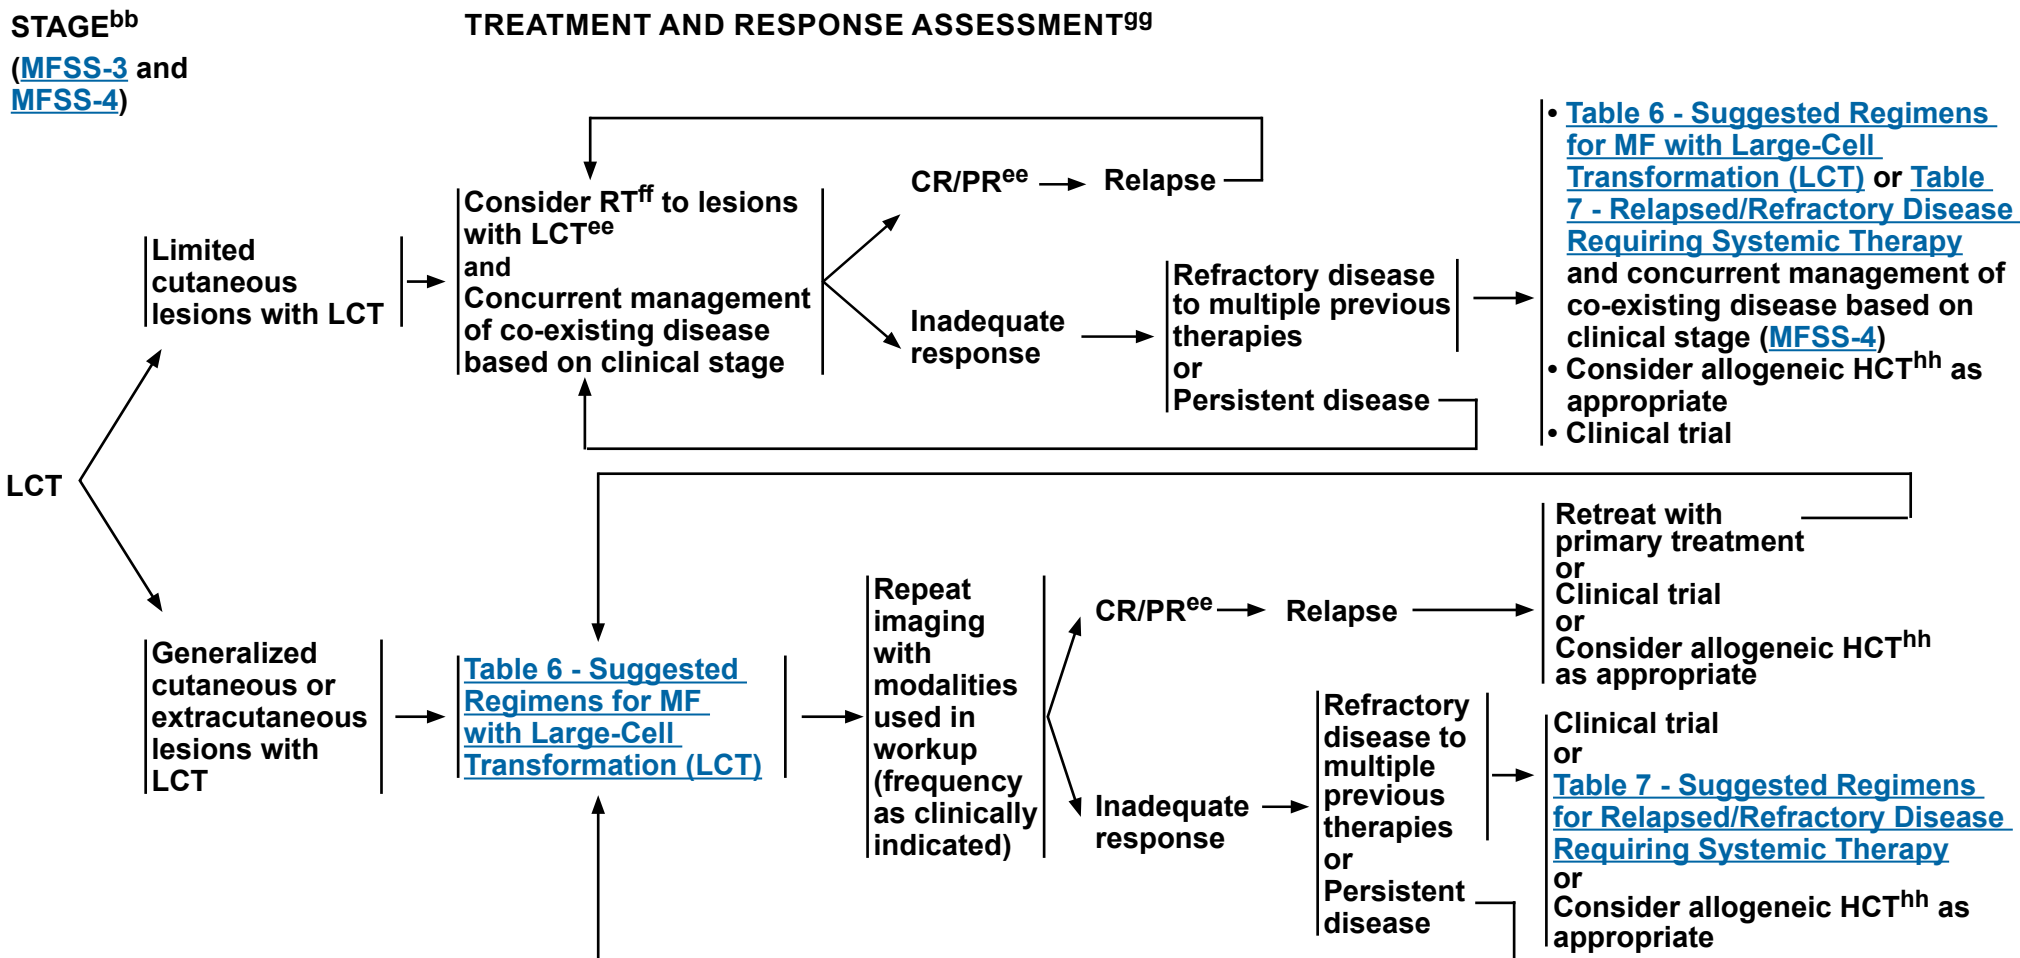 STAGEbb
(MFSS-3 and
MFSS-4)
TREATMENT AND RESPONSE ASSESSMENTgg
LCT
Limited
cutaneous
lesions with LCT
Consider RTff to lesions
with LCTee
and
Concurrent management
of co-existing disease
based on clinical stage
CR/PRee
Relapse
Inadequate
response
Refractory disease
to multiple previous
therapies
or
Persistent disease
• Table 6 - Suggested Regimens
for MF with Large-Cell
Transformation (LCT) or Table
7 - Relapsed/Refractory Disease
Requiring Systemic Therapy
and concurrent management of
co-existing disease based on
clinical stage (MFSS-4)
• Consider allogeneic HCThh as
appropriate
• Clinical trial
Generalized
cutaneous or
extracutaneous
lesions with
LCT
Table 6 - Suggested
Regimens for MF
with Large-Cell
Transformation (LCT)
Repeat
imaging
with
modalities
used in
workup
(frequency
as clinically
indicated)
CR/PRee
Relapse
Retreat with
primary treatment
or
Clinical trial
or
Consider allogeneic HCThh
as appropriate
Inadequate
response
Refractory
disease to
multiple
previous
therapies
or
Persistent
disease
Clinical trial
or
Table 7 - Suggested Regimens
for Relapsed/Refractory Disease
Requiring Systemic Therapy
or
Consider allogeneic HCThh as
appropriate